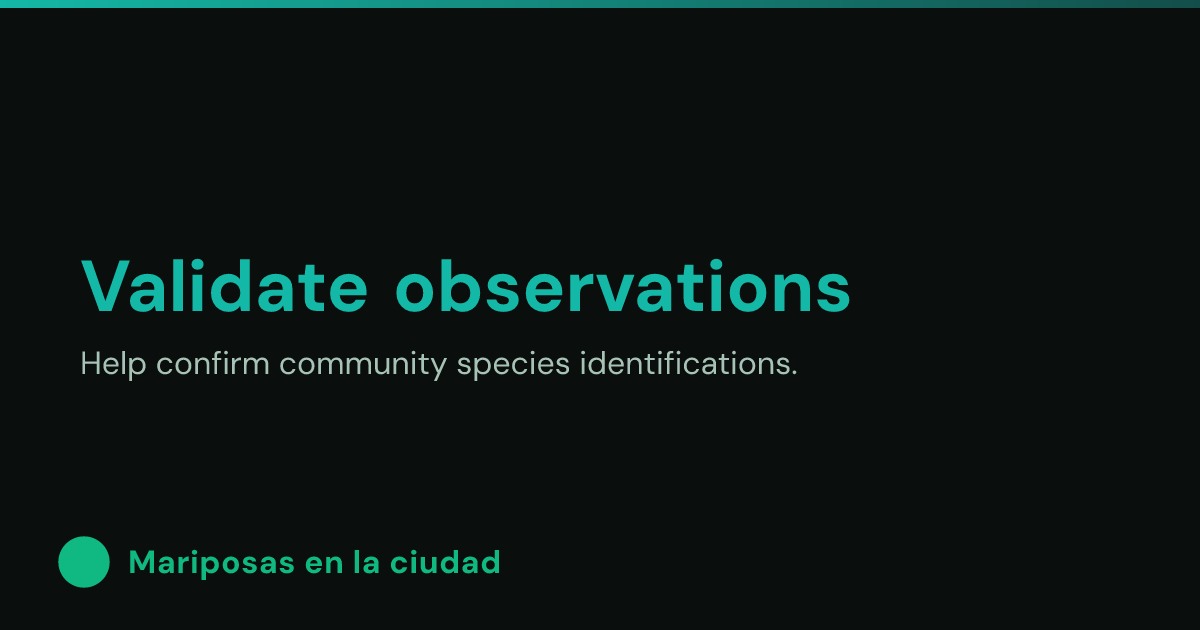 Validate observations
Help confirm community species identifications.
Mariposas en la ciudad